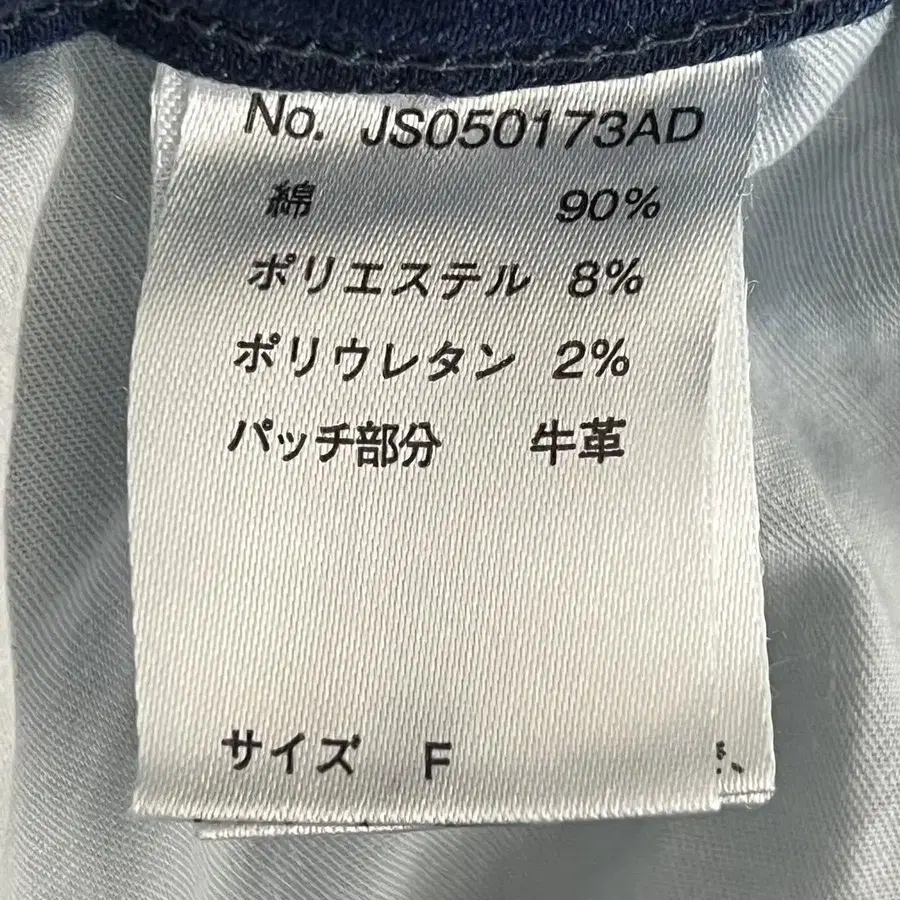 No. JS050173AD
綿 90%
ポリエステル 8%
ポリウレタン 2%
パッチ部分 牛革
サイズ F